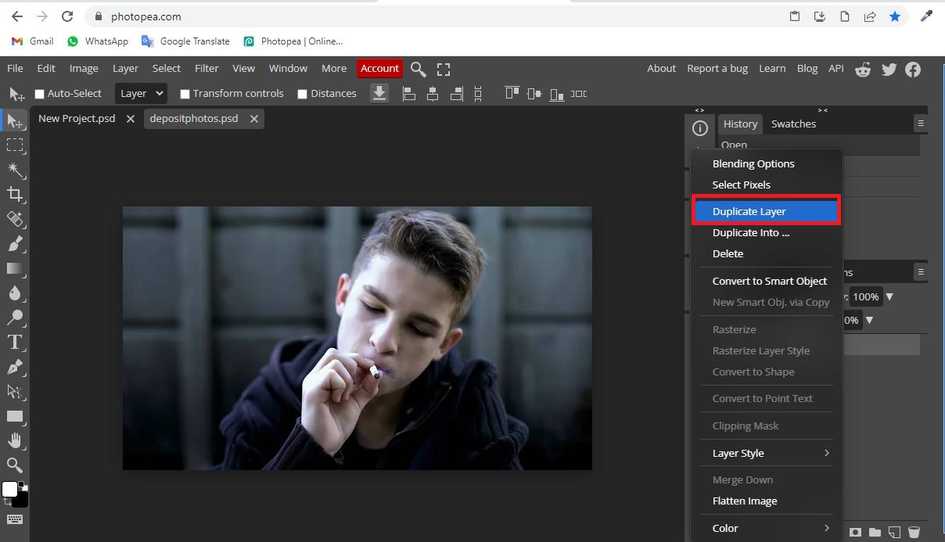 photopea.com
Gmail WhatsApp Google Translate Photopea | Online...
File Edit Image Layer Select Filter View Window More Account About Report a bug Learn Blog API
Auto-Select Layer Transform controls Distances
New Project.psd depositphotos.psd
History Swatches
Open
Blending Options
Select Pixels
Duplicate Layer
Duplicate Into ...
Delete
Convert to Smart Object
New Smart Obj. via Copy
Rasterize
Rasterize Layer Style
Convert to Shape
Convert to Point Text
Clipping Mask
Layer Style
Merge Down
Flatten Image
Color
100%